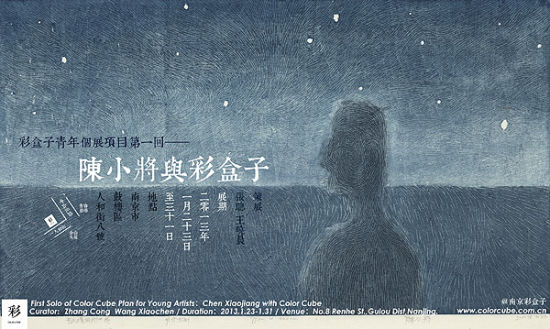 彩盒子青年個展項目第一回——
陳小將與彩盒子
策展
張聰 王曉晨
展期
二零一三年
一月二十三日
至三十一日
地點
南京市
鼓樓區
人和街八號
彩
@南京彩盒子
First Solo of Color Cube Plan for Young Artists: Chen Xiaojiang with Color Cube
Curator: Zhang Cong Wang Xiaochen / Duration: 2013.1.23-1.31 / Venue: No.8 Renhe St. Gulou Dist.Nanjing.
www.colorcube.com.cn